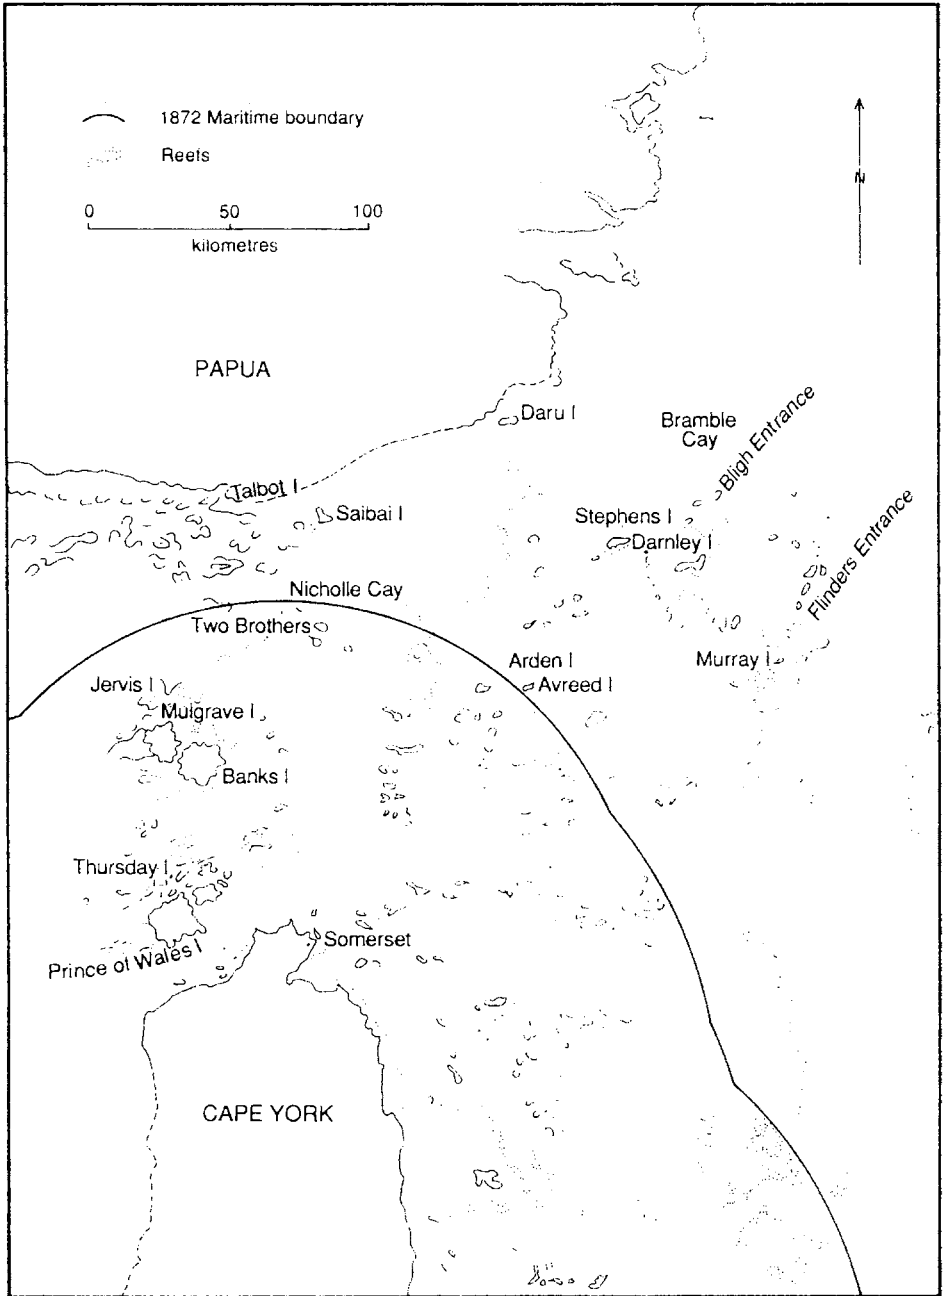 1872 Maritime boundary
Reefs
N
0 50 100
kilometres
PAPUA
Daru I
Bramble
Cay
Bligh Entrance
Talbot I
Saibai I
Stephens I
Darnley I
Flinders Entrance
Nicholle Cay
Two Brothers
Arden I
Murray I
Jervis I
Avreed I
Mulgrave I
Banks I
Thursday I
Somerset
Prince of Wales I
CAPE YORK